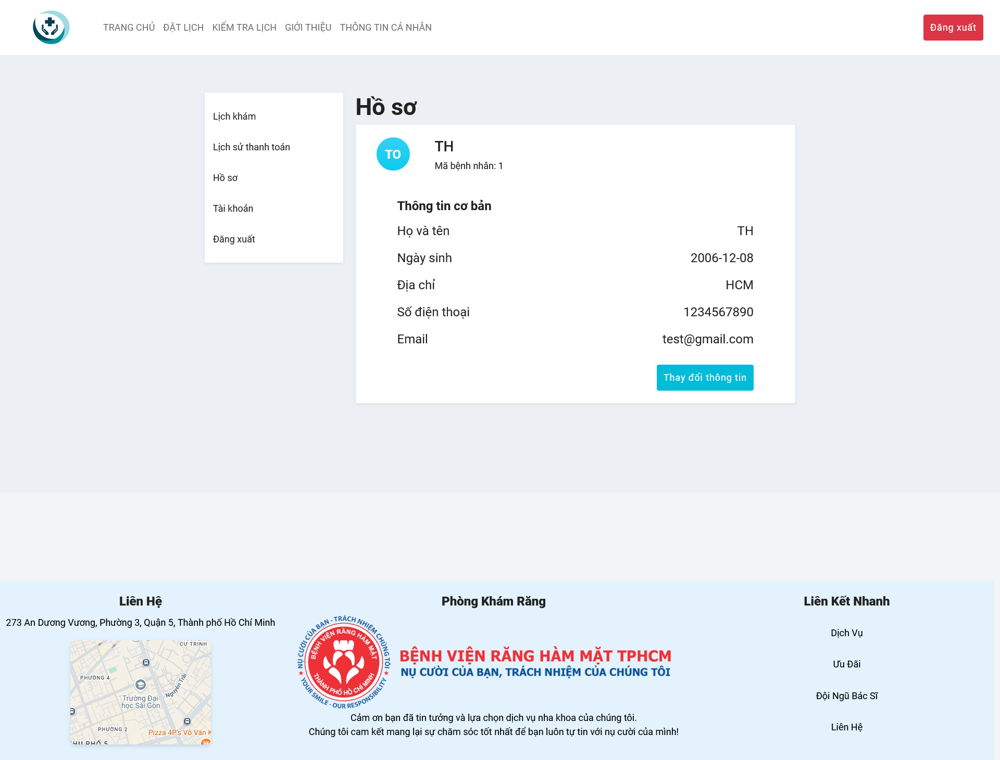 TRANG CHỦ ĐẶT LỊCH KIỂM TRA LỊCH GIỚI THIỆU THÔNG TIN CÁ NHÂN Đăng xuất
Lịch khám
Lịch sử thanh toán
Hồ sơ
Tài khoản
Đăng xuất
Hồ sơ
TO
TH
Mã bệnh nhân: 1
Thông tin cơ bản
Họ và tên TH
Ngày sinh 2006-12-08
Địa chỉ HCM
Số điện thoại 1234567890
Email test@gmail.com
Thay đổi thông tin
Liên Hệ
273 An Dương Vương, Phường 3, Quận 5, Thành phố Hồ Chí Minh
CƯ TRINH
PHƯỜNG 4
Nguyễn Trãi
Trường Đại
học Sài Gòn
PHƯỜNG 2
Pizza 4P's Võ Văn K
KHU PHỐ 5
Phòng Khám Răng
NỤ CƯỜI CỦA BẠN - TRÁCH NHIỆM CHÚNG TÔI
BỆNH VIỆN RĂNG HÀM MẶT
THÀNH PHỐ HỒ CHÍ MINH
YOUR SMILE - OUR RESPONSIBILITY
BỆNH VIỆN RĂNG HÀM MẶT TPHCM
NỤ CƯỜI CỦA BẠN, TRÁCH NHIỆM CỦA CHÚNG TÔI
Cảm ơn bạn đã tin tưởng và lựa chọn dịch vụ nha khoa của chúng tôi.
Chúng tôi cam kết mang lại sự chăm sóc tốt nhất để bạn luôn tự tin với nụ cười của mình!
Liên Kết Nhanh
Dịch Vụ
Ưu Đãi
Đội Ngũ Bác Sĩ
Liên Hệ